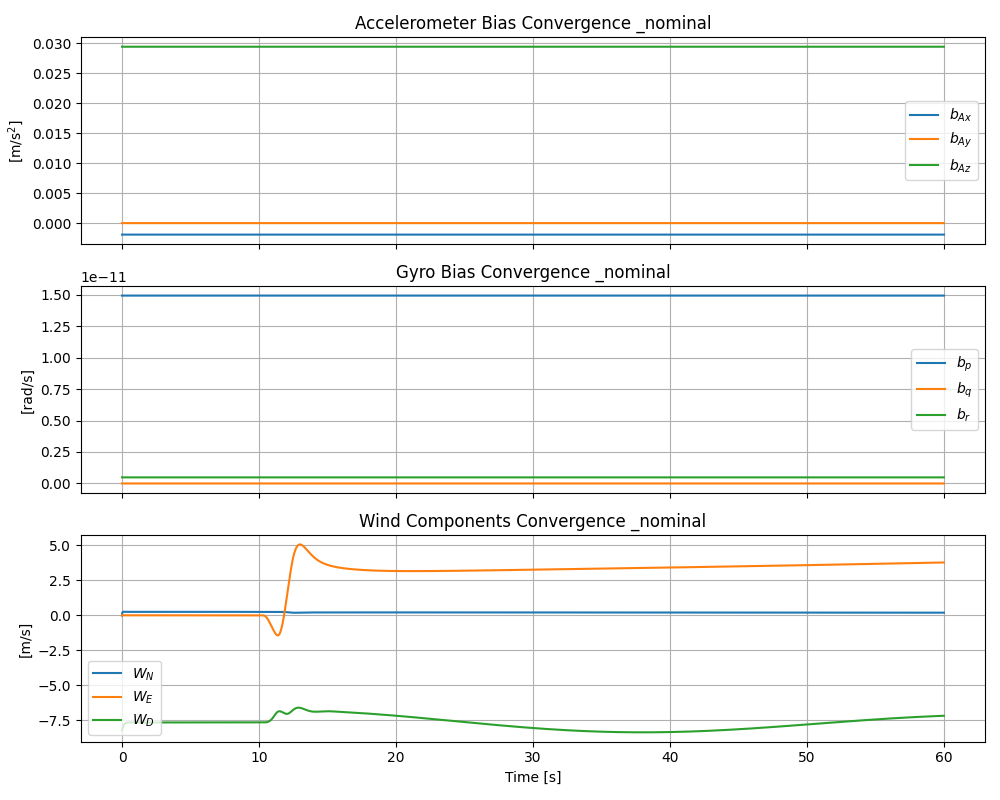 Accelerometer Bias Convergence _nominal
[m/s²]
0.030
0.025
0.020
0.015
0.010
0.005
0.000
b_Ax
b_Ay
b_Az
Gyro Bias Convergence _nominal
1e−11
[rad/s]
1.50
1.25
1.00
0.75
0.50
0.25
0.00
b_p
b_q
b_r
Wind Components Convergence _nominal
[m/s]
5.0
2.5
0.0
−2.5
−5.0
−7.5
W_N
W_E
W_D
0 10 20 30 40 50 60
Time [s]